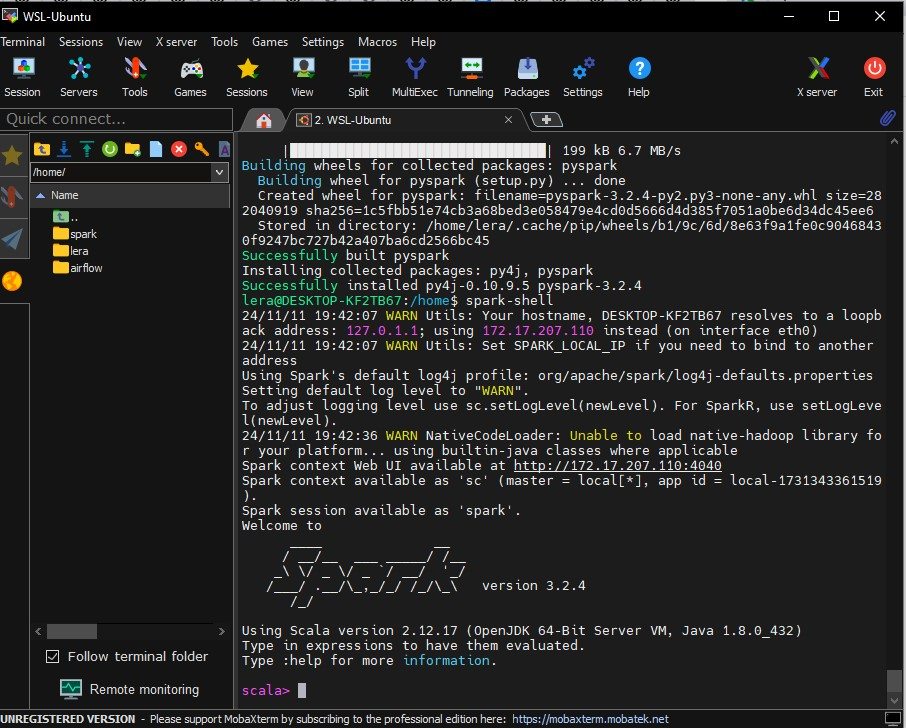 WSL-Ubuntu
Terminal Sessions View X server Tools Games Settings Macros Help
Session Servers Tools Games Sessions View Split MultiExec Tunneling Packages Settings Help X server Exit
Quick connect...
2. WSL-Ubuntu
/home/
Name
..
spark
lera
airflow
Follow terminal folder
Remote monitoring
| 199 kB 6.7 MB/s
Building wheels for collected packages: pyspark
Building wheel for pyspark (setup.py) ... done
Created wheel for pyspark: filename=pyspark-3.2.4-py2.py3-none-any.whl size=28
2040919 sha256=1c5fbb51e74cb3a68bed3e058479e4cd0d5666d4d385f7051a0be6d34dc45ee6
Stored in directory: /home/lera/.cache/pip/wheels/b1/9c/6d/8e63f9a1fe0c9046843
0f9247bc727b42a407ba6cd2566bc45
Successfully built pyspark
Installing collected packages: py4j, pyspark
Successfully installed py4j-0.10.9.5 pyspark-3.2.4
lera@DESKTOP-KF2TB67:/home$ spark-shell
24/11/11 19:42:07 WARN Utils: Your hostname, DESKTOP-KF2TB67 resolves to a loopb
ack address: 127.0.1.1; using 172.17.207.110 instead (on interface eth0)
24/11/11 19:42:07 WARN Utils: Set SPARK_LOCAL_IP if you need to bind to another
address
Using Spark's default log4j profile: org/apache/spark/log4j-defaults.properties
Setting default log level to "WARN".
To adjust logging level use sc.setLogLevel(newLevel). For SparkR, use setLogLeve
l(newLevel).
24/11/11 19:42:36 WARN NativeCodeLoader: Unable to load native-hadoop library fo
r your platform... using builtin-java classes where applicable
Spark context Web UI available at http://172.17.207.110:4040
Spark context available as 'sc' (master = local[*], app id = local-1731343361519
).
Spark session available as 'spark'.
Welcome to
version 3.2.4
Using Scala version 2.12.17 (OpenJDK 64-Bit Server VM, Java 1.8.0_432)
Type in expressions to have them evaluated.
Type :help for more information.
scala>
UNREGISTERED VERSION - Please support MobaXterm by subscribing to the professional edition here: https://mobaxterm.mobatek.net